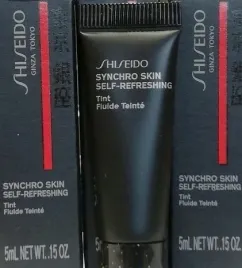 SHISEIDO
GINZA TOKYO
SYNCHRO SKIN
SELF-REFRESHING
Tint
Fluide Teinté
5mL NET WT. .15 OZ.
SHISEIDO
SYNCHRO SKIN
SELF-REFRESHING
Tint
Fluide Teinté
SHISEIDO
GINZA TOKYO
SYNCHRO SKIN
SELF-REFRESHING
Tint
Fluide Teinté
5mL NET WT. .15 OZ.